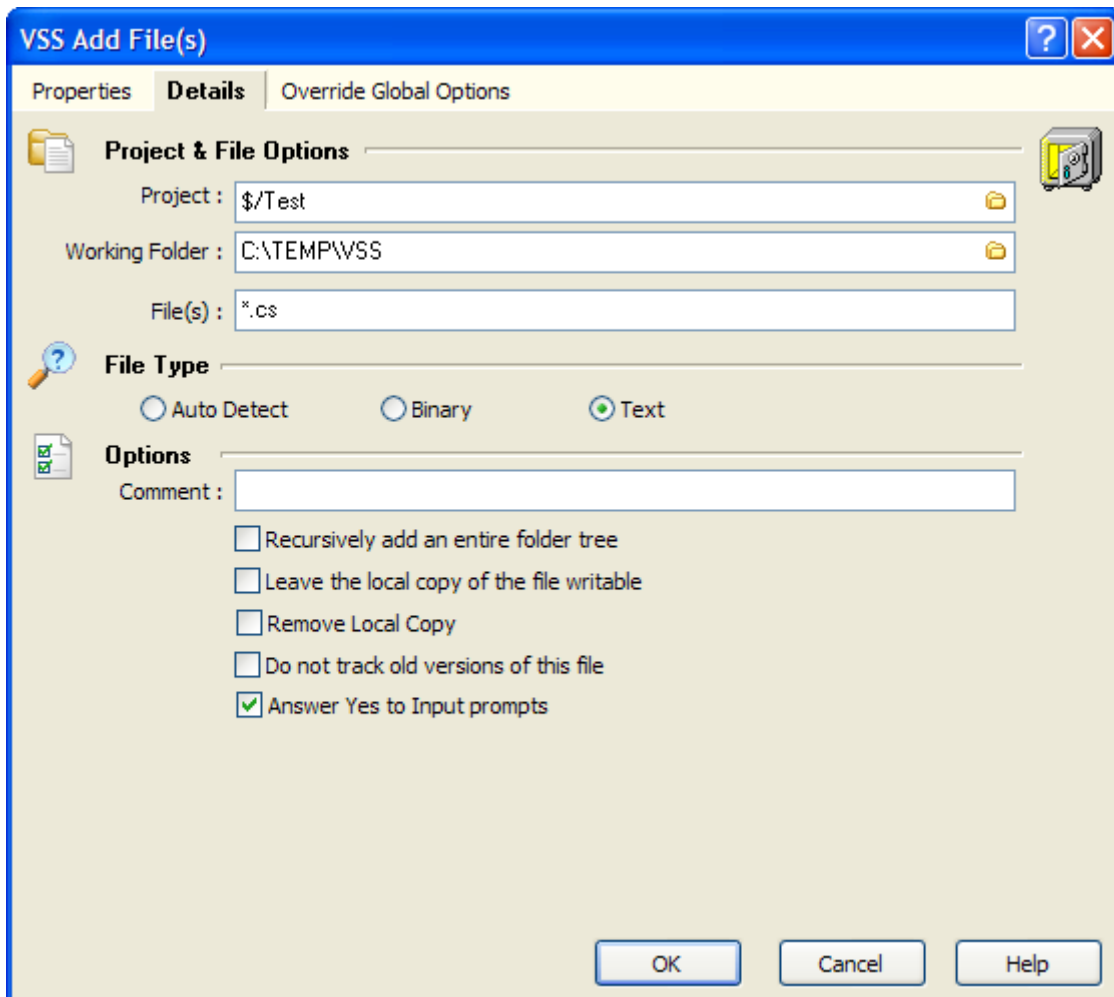 VSS Add File(s)
Properties Details Override Global Options
Project & File Options
Project : $/Test
Working Folder : C:\TEMP\VSS
File(s) : *.cs
File Type
Auto Detect Binary Text
Options
Comment :
Recursively add an entire folder tree
Leave the local copy of the file writable
Remove Local Copy
Do not track old versions of this file
Answer Yes to Input prompts
OK Cancel Help